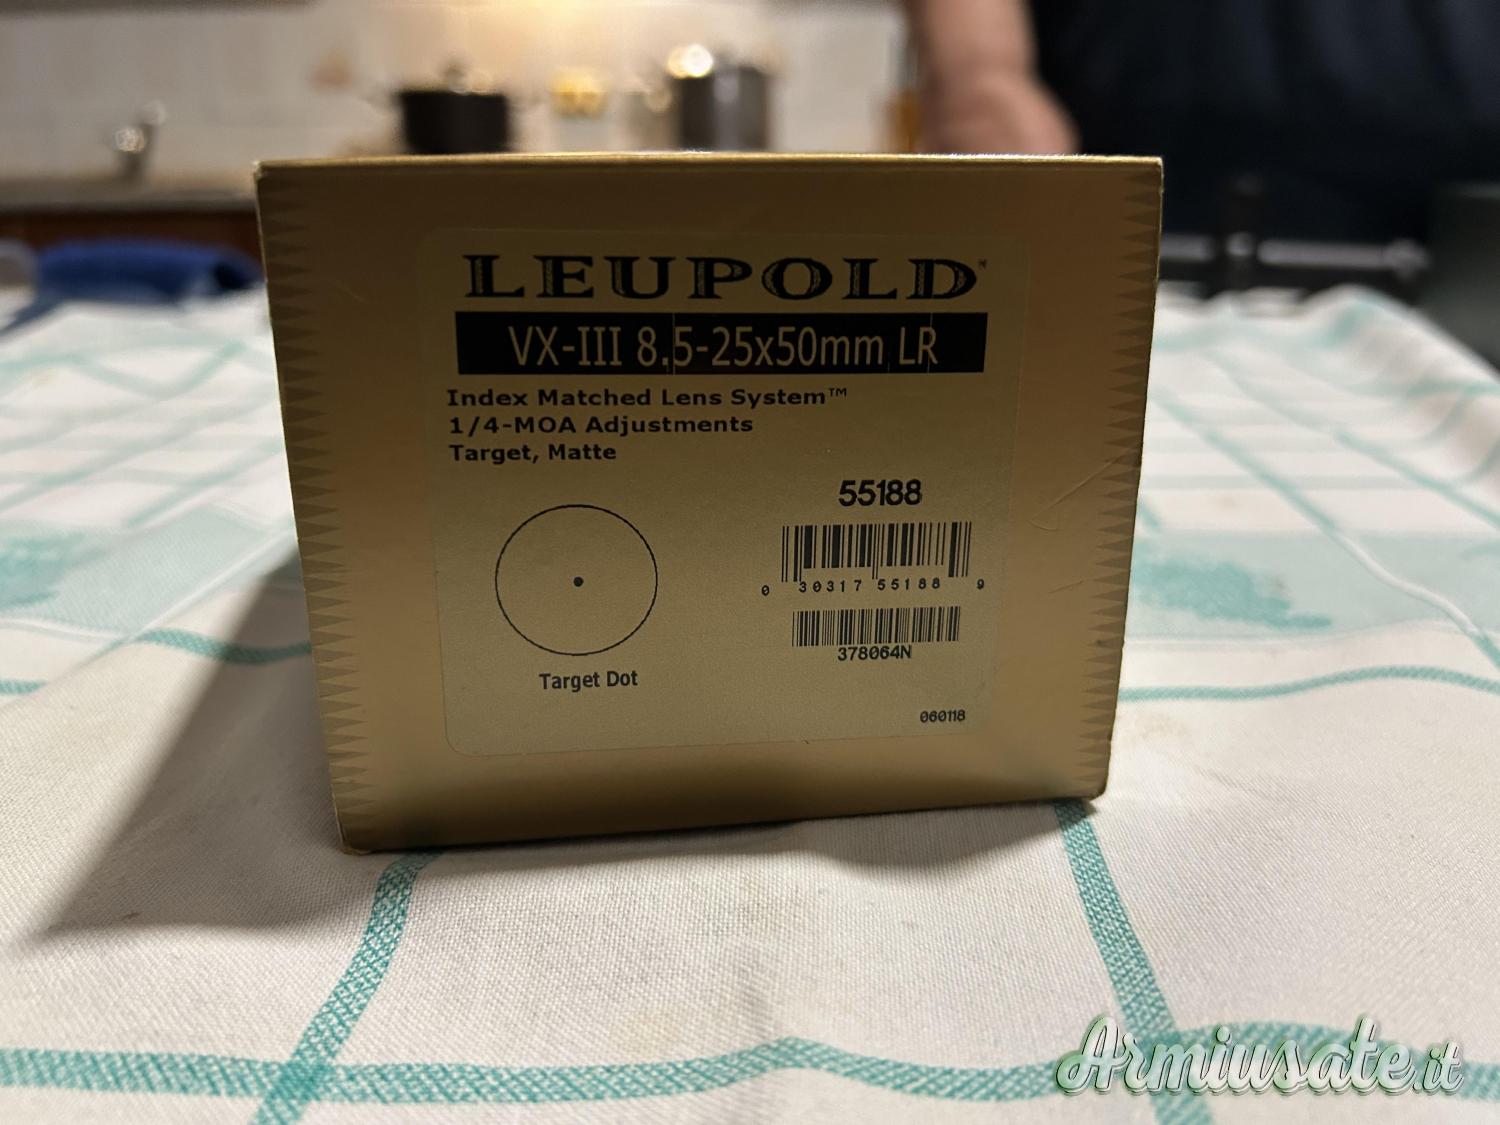 LEUPOLD
VX-III 8.5-25x50mm LR
Index Matched Lens System™
1/4-MOA Adjustments
Target, Matte
55188
0 30317 55188 9
378064N
Target Dot
060118
Armiusate.it